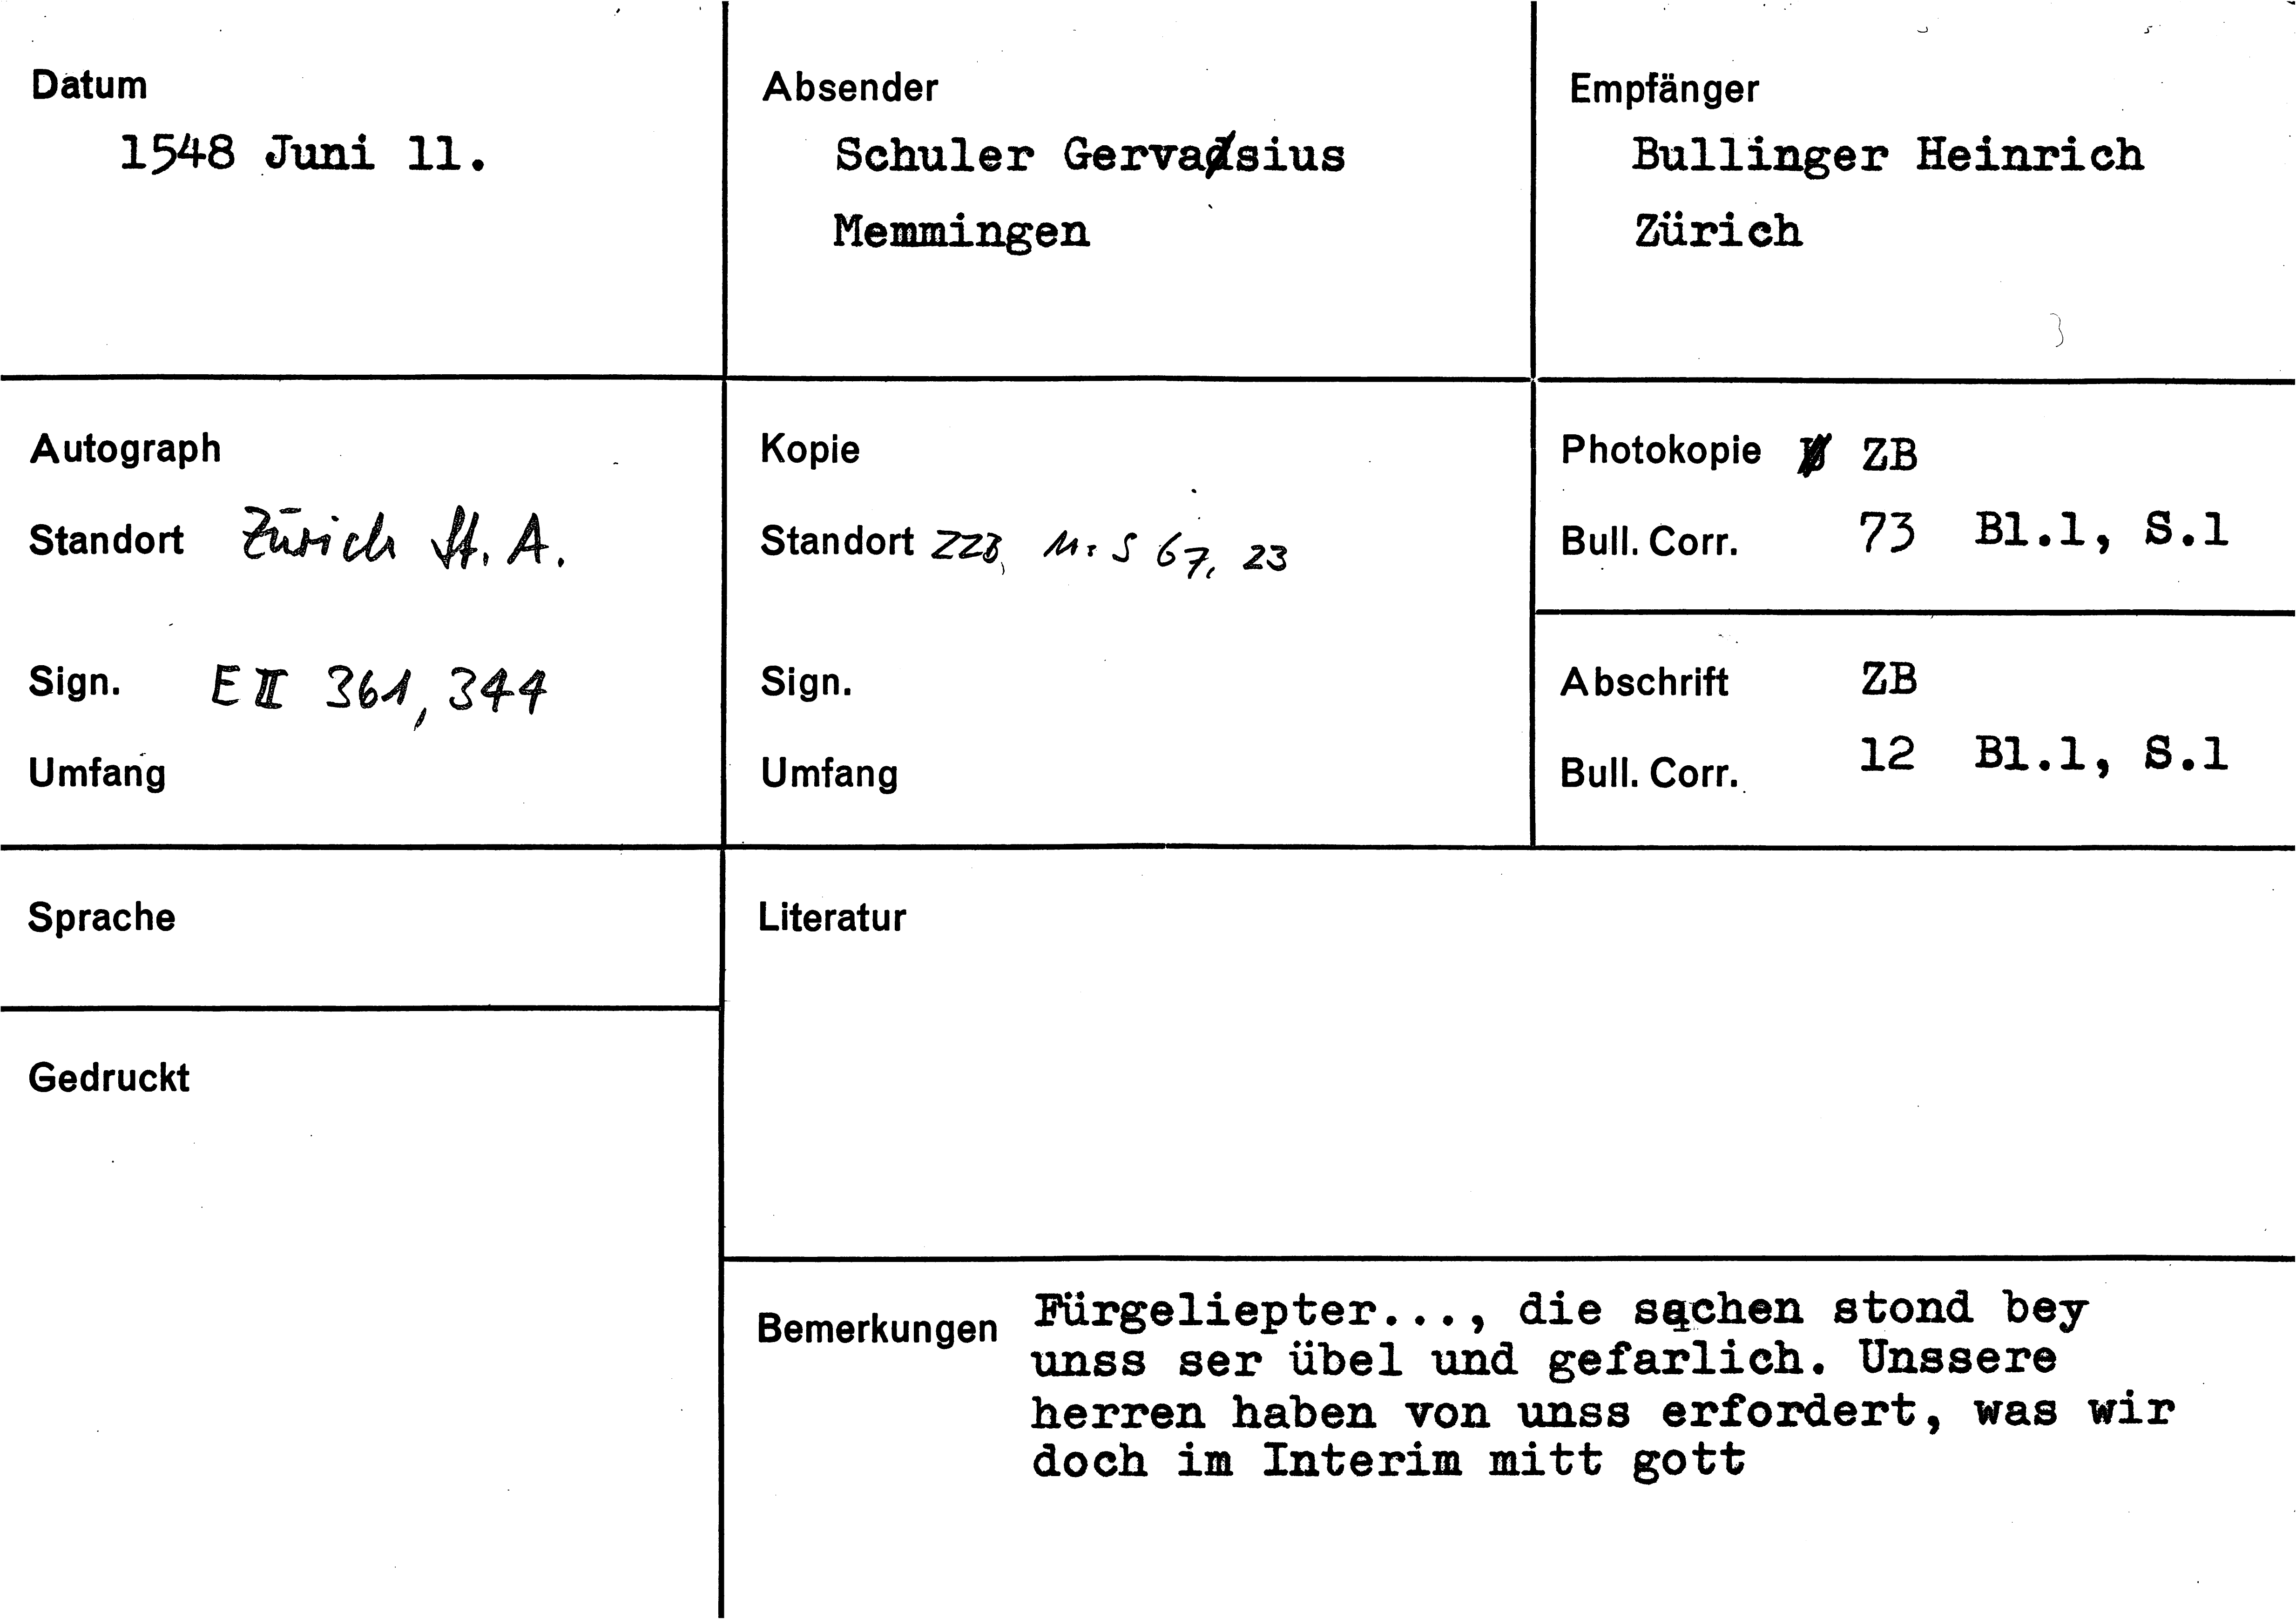 Datum
1548 Juni 11.
Absender
Schuler Gervasius
Memmingen
Empfänger
Bullinger Heinrich
Zürich
Autograph
Standort Zürich St. A.
Sign. E II 361, 344
Umfang
Kopie
Standort ZZB, Ms S 67, 23
Sign.
Umfang
Photokopie ZB
Bull. Corr. 73 Bl.1, S.1
Abschrift ZB
Bull. Corr. 12 Bl.1, S.1
Sprache
Literatur
Gedruckt
Bemerkungen Fürgeliepter..., die sachen stond bey
unss ser übel und gefarlich. Unssere
herren haben von unss erfordert, was wir
doch im Interim mitt gott